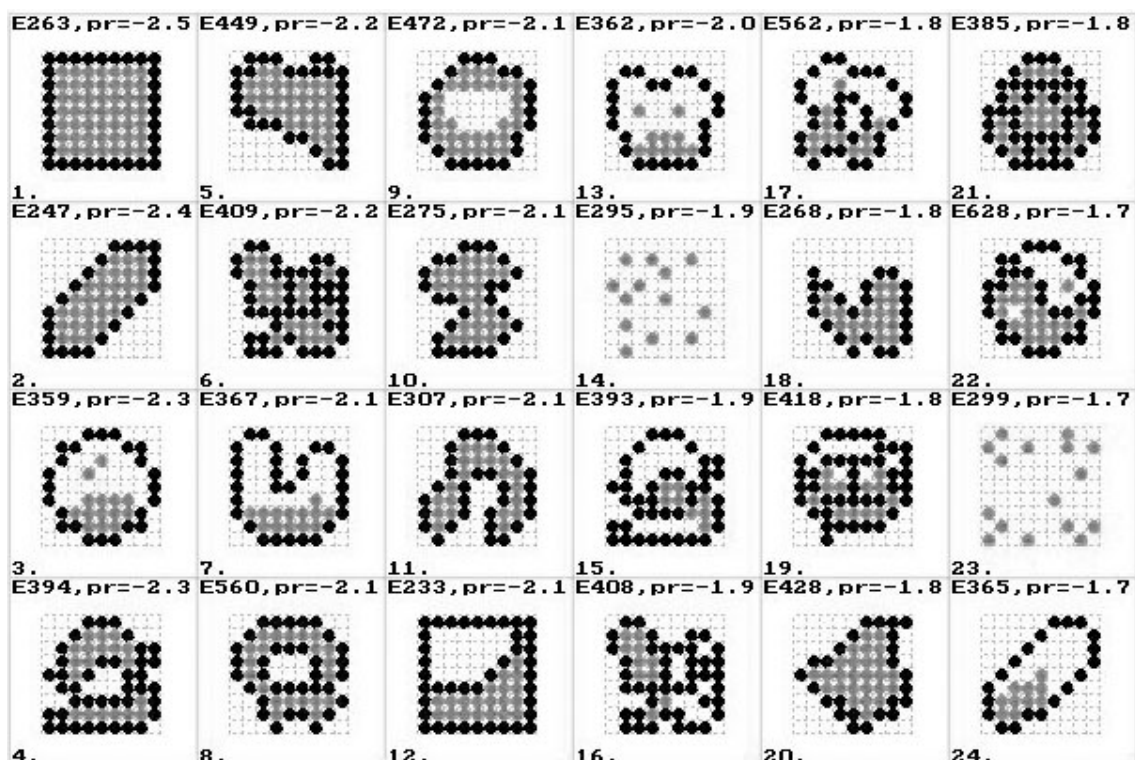 E263,pr=-2.5 E449,pr=-2.2 E472,pr=-2.1 E362,pr=-2.0 E562,pr=-1.8 E385,pr=-1.8
1. 5. 9. 13. 17. 21.
E247,pr=-2.4 E409,pr=-2.2 E275,pr=-2.1 E295,pr=-1.9 E268,pr=-1.8 E628,pr=-1.7
2. 6. 10. 14. 18. 22.
E359,pr=-2.3 E367,pr=-2.1 E307,pr=-2.1 E393,pr=-1.9 E418,pr=-1.8 E299,pr=-1.7
3. 7. 11. 15. 19. 23.
E394,pr=-2.3 E560,pr=-2.1 E233,pr=-2.1 E408,pr=-1.9 E428,pr=-1.8 E365,pr=-1.7
4. 8. 12. 16. 20. 24.